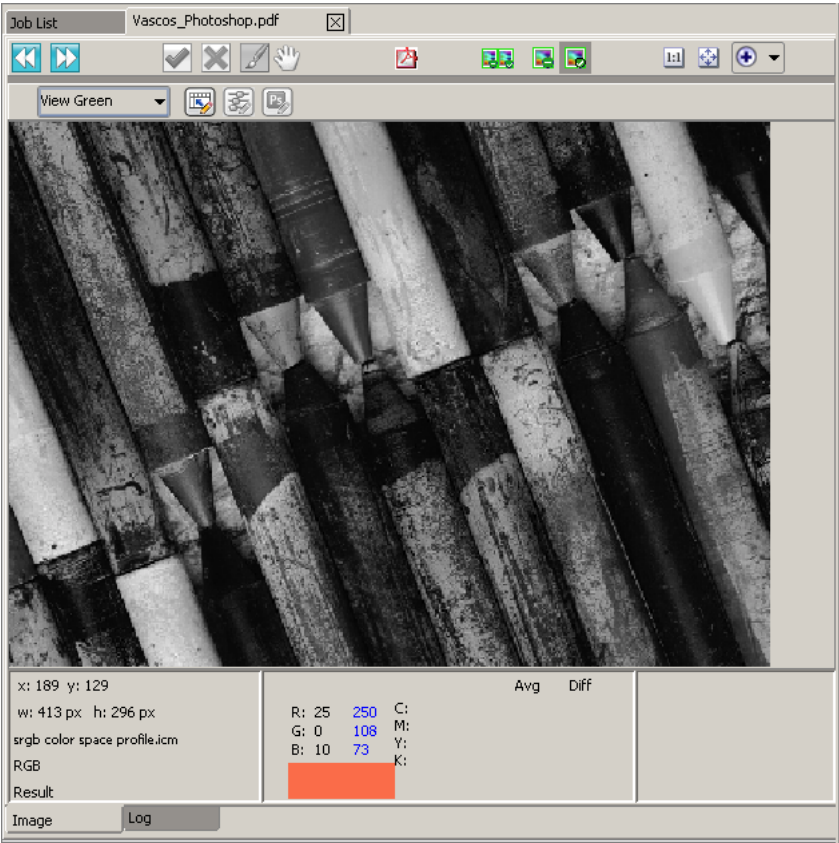 Job List Vascos_Photoshop.pdf
1:1
View Green Ps
x: 189 y: 129 Avg Diff
w: 413 px h: 296 px
srgb color space profile.icm
RGB
Result
R: 25 250 C:
G: 0 108 M:
B: 10 73 Y:
K:
Image Log